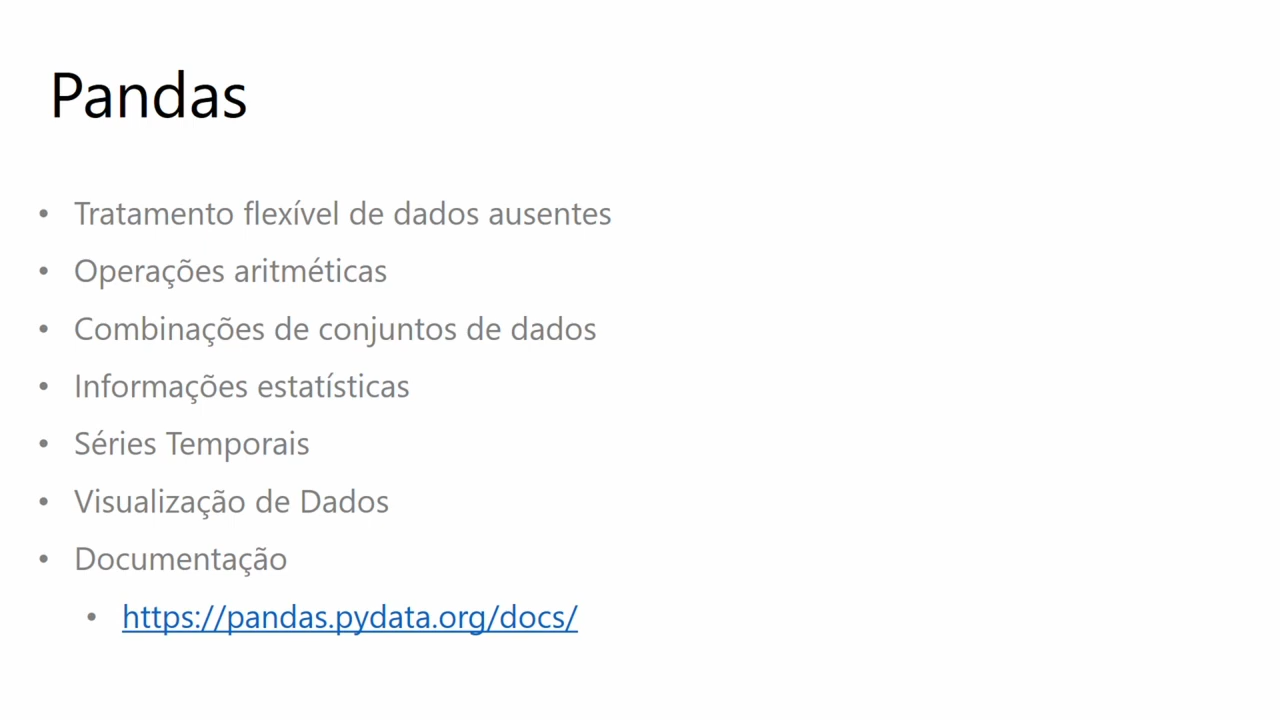 Pandas
• Tratamento flexível de dados ausentes
• Operações aritméticas
• Combinações de conjuntos de dados
• Informações estatísticas
• Séries Temporais
• Visualização de Dados
• Documentação
• https://pandas.pydata.org/docs/